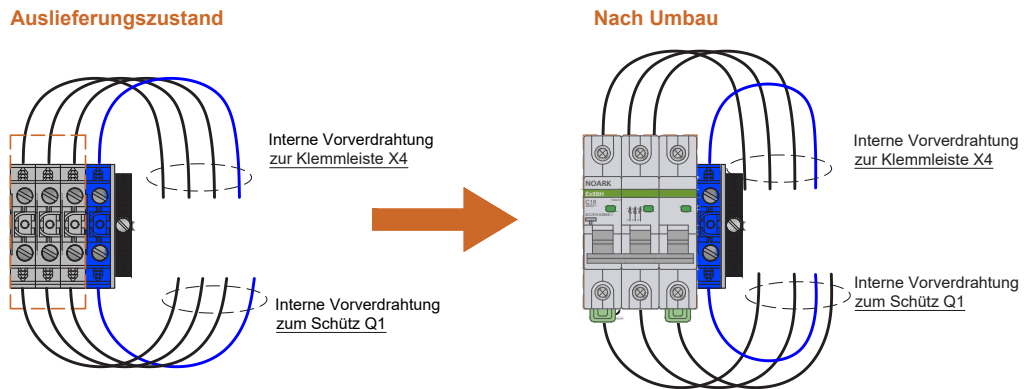 Auslieferungszustand
Nach Umbau
Interne Vorverdrahtung
zur Klemmleiste X4
Interne Vorverdrahtung
zum Schütz Q1
NOARK
Ex9BH
C16
Interne Vorverdrahtung
zur Klemmleiste X4
Interne Vorverdrahtung
zum Schütz Q1